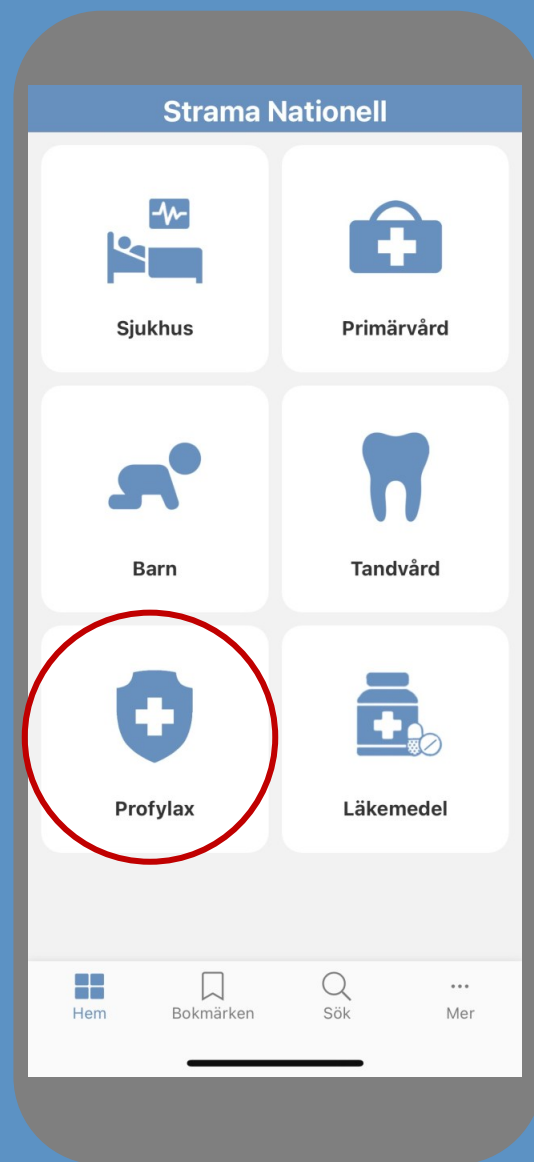 Strama Nationell
Sjukhus
Primärvård
Barn
Tandvård
Profylax
Läkemedel
Hem
Bokmärken
Sök
Mer